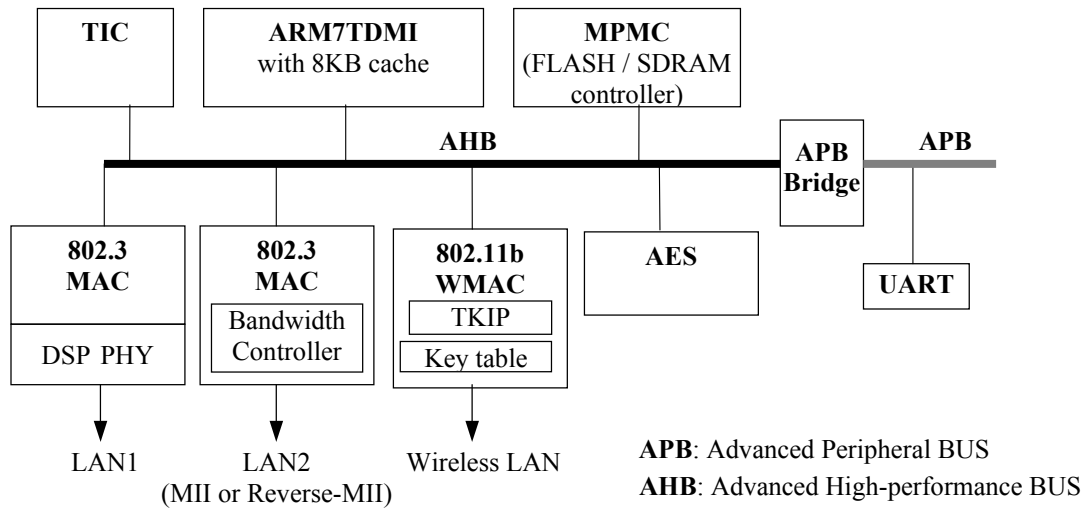 TIC
ARM7TDMI
with 8KB cache
MPMC
(FLASH / SDRAM
controller)
AHB
APB
Bridge
APB
802.3
MAC
DSP PHY
802.3
MAC
Bandwidth
Controller
802.11b
WMAC
TKIP
Key table
AES
UART
LAN1
LAN2
(MII or Reverse-MII)
Wireless LAN
APB: Advanced Peripheral BUS
AHB: Advanced High-performance BUS